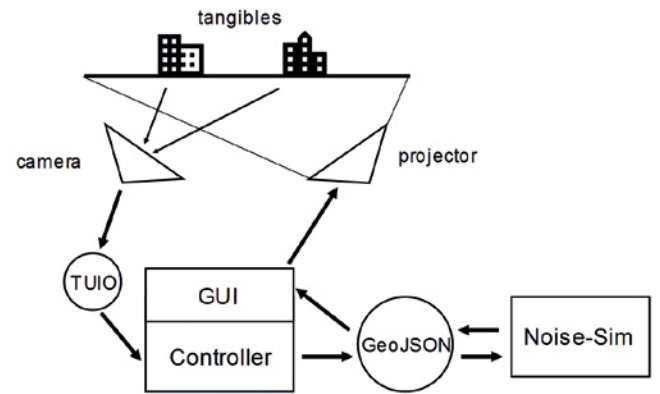 tangibles
camera
projector
TUIO
GUI
Controller
GeoJSON
Noise-Sim